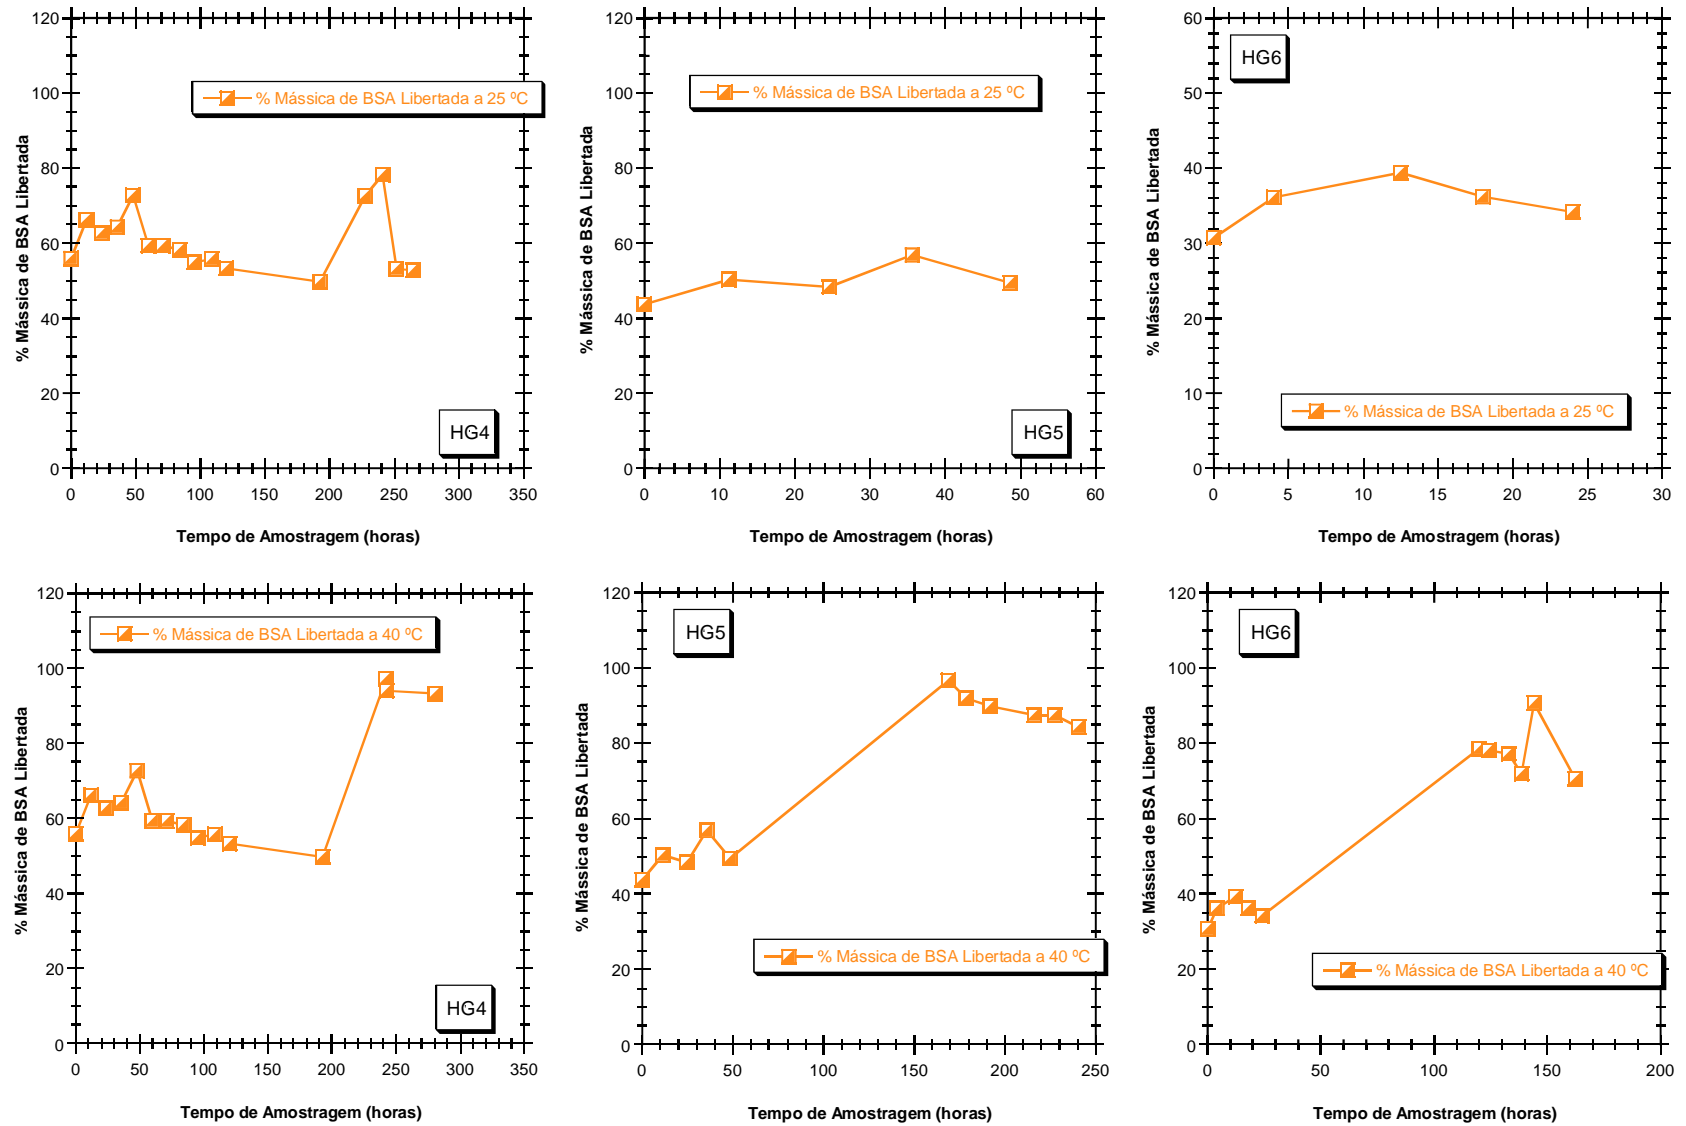 120
100
80
60
40
20
0
% Mássica de BSA Libertada
% Mássica de BSA Libertada a 25 ºC
HG4
0 50 100 150 200 250 300 350
Tempo de Amostragem (horas)
120
100
80
60
40
20
0
% Mássica de BSA Libertada
% Mássica de BSA Libertada a 25 ºC
HG5
0 10 20 30 40 50 60
Tempo de Amostragem (horas)
60
50
40
30
20
10
0
% Mássica de BSA Libertada
HG6
% Mássica de BSA Libertada a 25 ºC
0 5 10 15 20 25 30
Tempo de Amostragem (horas)
120
100
80
60
40
20
0
% Mássica de BSA Libertada
% Mássica de BSA Libertada a 40 ºC
HG4
0 50 100 150 200 250 300 350
Tempo de Amostragem (horas)
120
100
80
60
40
20
0
% Mássica de BSA Libertada
HG5
% Mássica de BSA Libertada a 40 ºC
0 50 100 150 200 250
Tempo de Amostragem (horas)
120
100
80
60
40
20
0
% Mássica de BSA Libertada
HG6
% Mássica de BSA Libertada a 40 ºC
0 50 100 150 200
Tempo de Amostragem (horas)